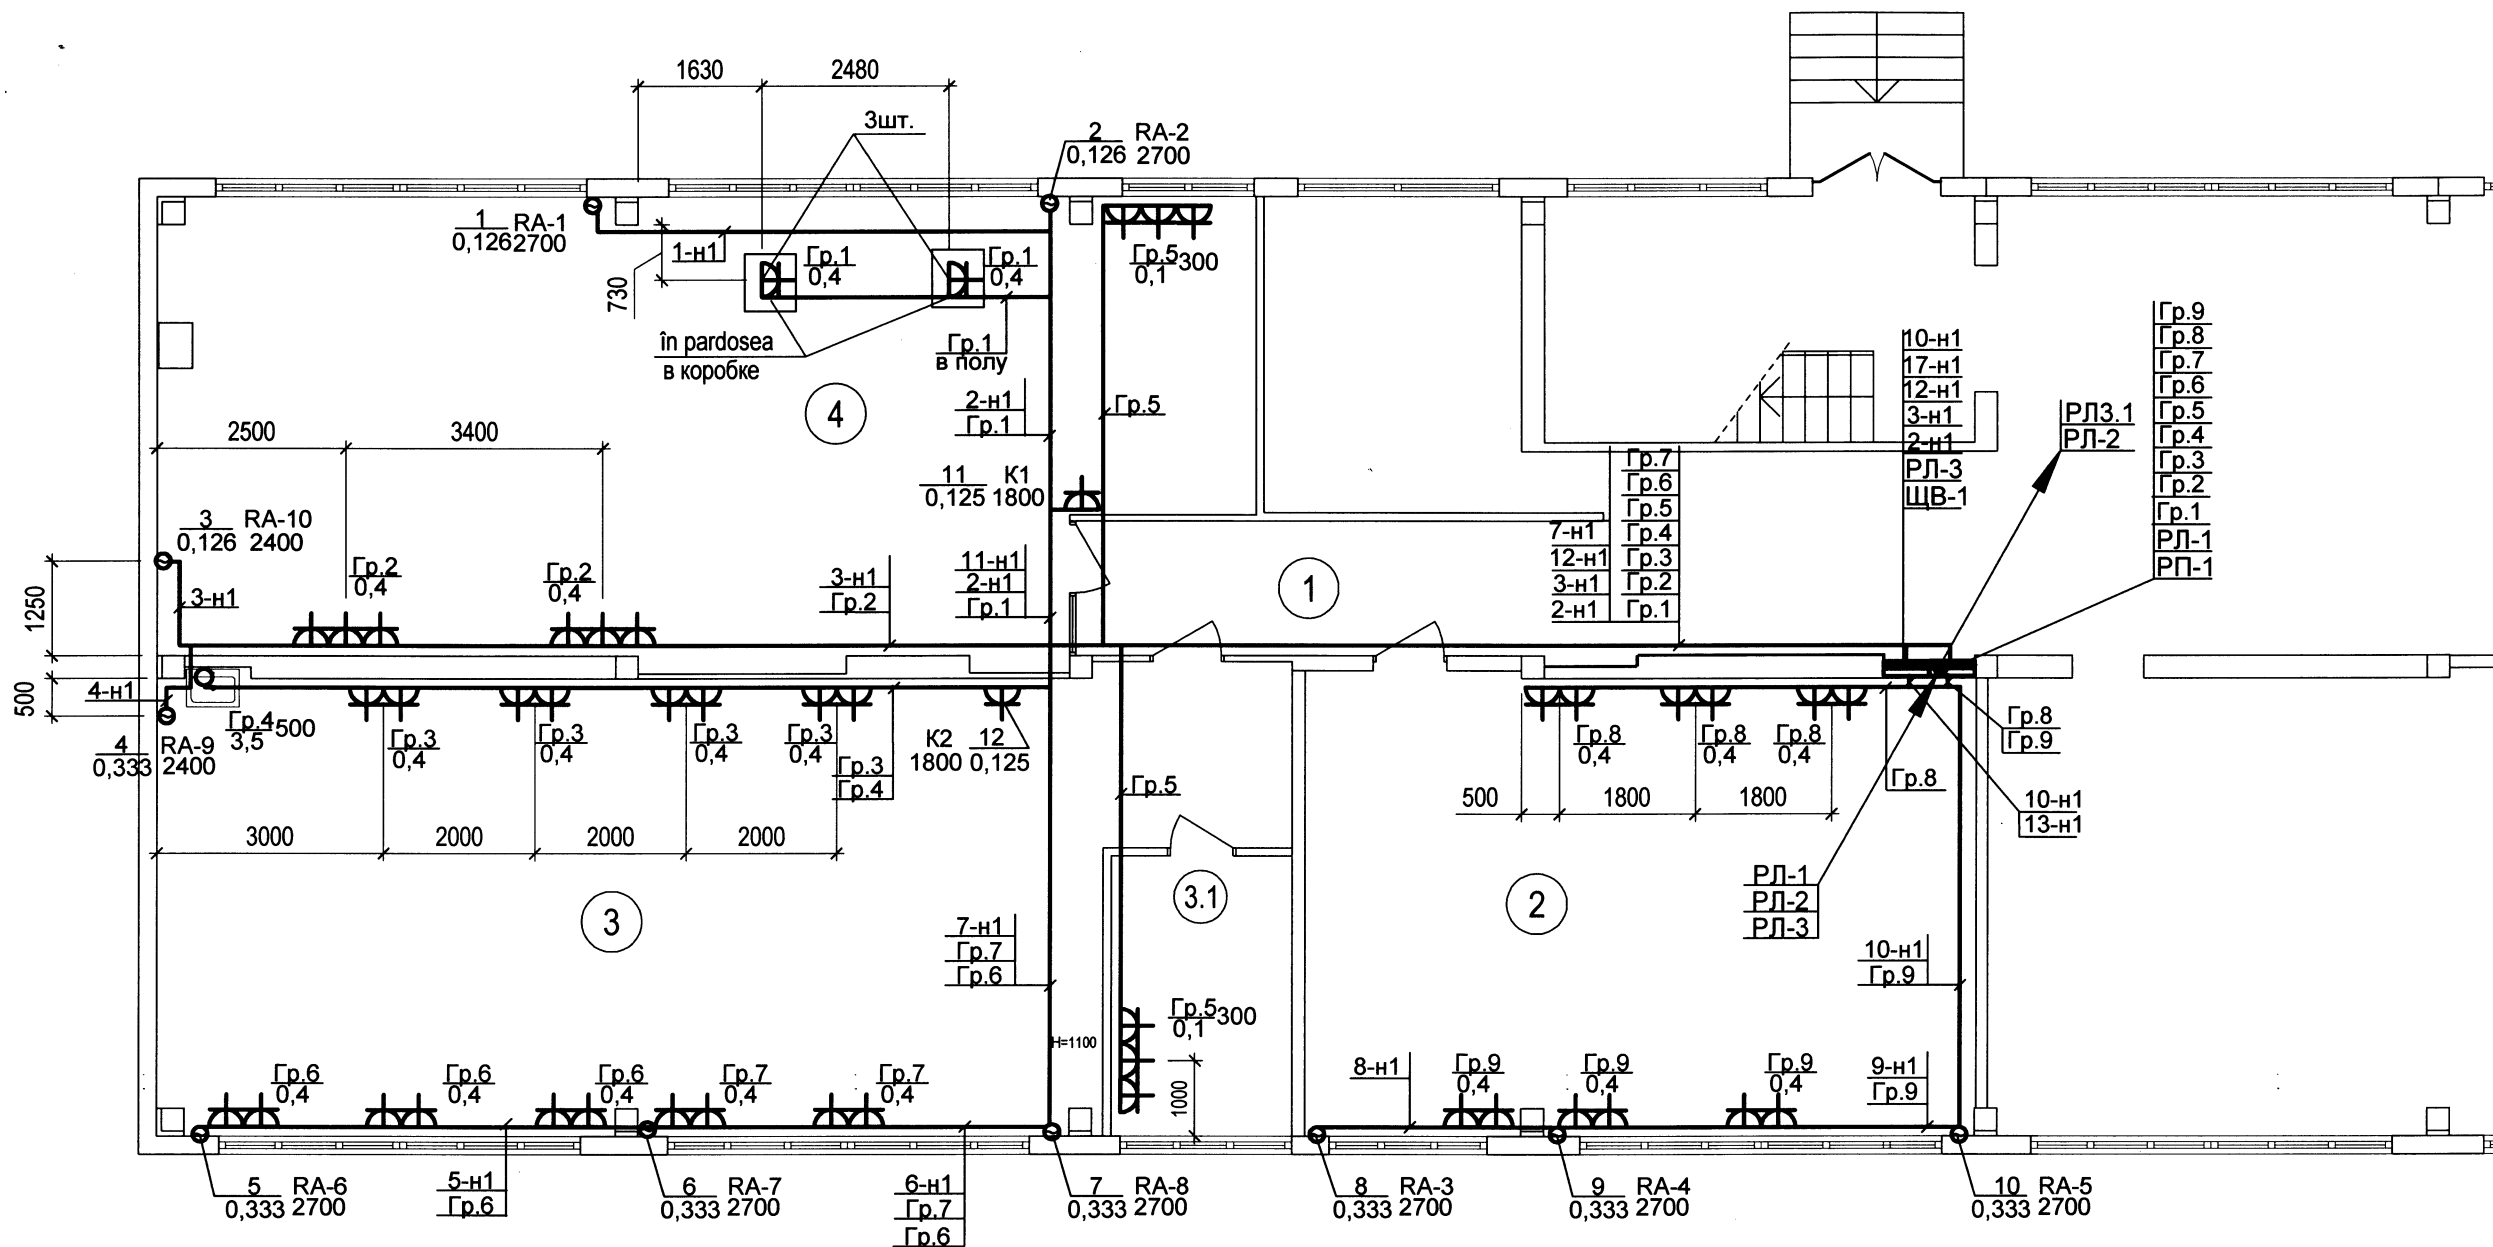 1630
2480
3шт.
2 RA-2
0,126 2700
1 RA-1
0,126 2700
1-н1
730
Гр.1
0,4
Гр.1
0,4
Гр.5 300
0,1
în pardosea
в коробке
Гр.1
в полу
4
2-н1
Гр.1
Гр.5
2500
3400
11 К1
0,125 1800
3 RA-10
0,126 2400
Гр.2
0,4
Гр.2
0,4
3-н1
3-н1
Гр.2
11-н1
2-н1
Гр.1
1
1250
500
7-н1
12-н1
3-н1
2-н1
Гр.7
Гр.6
Гр.5
Гр.4
Гр.3
Гр.2
Гр.1
10-н1
17-н1
12-н1
3-н1
2-н1
РЛ-3
ЩВ-1
РЛ3.1
РЛ-2
Гр.9
Гр.8
Гр.7
Гр.6
Гр.5
Гр.4
Гр.3
Гр.2
Гр.1
РЛ-1
РП-1
4-н1
Гр.4 500
3,5
4 RA-9
0,333 2400
Гр.3
0,4
Гр.3
0,4
Гр.3
0,4
Гр.3
0,4
Гр.3
Гр.4
К2 12
1800 0,125
Гр.5
Гр.8
0,4
Гр.8
0,4
Гр.8
0,4
Гр.8
Гр.8
Гр.9
10-н1
13-н1
500
1800
1800
3000
2000
2000
2000
3
3.1
2
РЛ-1
РЛ-2
РЛ-3
7-н1
Гр.7
Гр.6
10-н1
Гр.9
Гр.5 300
0,1
H=1100
1000
Гр.6
0,4
Гр.6
0,4
Гр.6
0,4
Гр.7
0,4
Гр.7
0,4
8-н1
Гр.9
0,4
Гр.9
0,4
Гр.9
0,4
9-н1
Гр.9
5 RA-6
0,333 2700
5-н1
Гр.6
6 RA-7
0,333 2700
6-н1
Гр.7
Гр.6
7 RA-8
0,333 2700
8 RA-3
0,333 2700
9 RA-4
0,333 2700
10 RA-5
0,333 2700